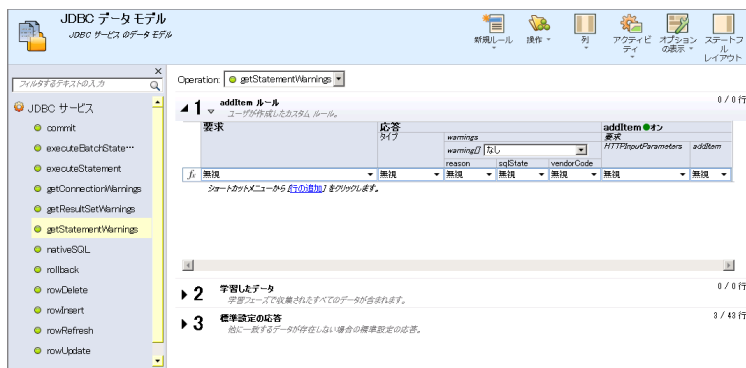 JDBC データ モデル
JDBC サービス のデータ モデル
新規ルール
操作
列
アクティビティ
オプションの表示
ステートフルレイアウト
フィルタするテキストの入力
JDBC サービス
commit
executeBatchState…
executeStatement
getConnectionWarnings
getResultSetWarnings
getStatementWarnings
nativeSQL
rollback
rowDelete
rowInsert
rowRefresh
rowUpdate
Operation: getStatementWarnings
1 addItem ルール 0 / 0 行
ユーザが作成したカスタム ルール。
要求 応答 addItem オン
タイプ warnings 要求
warning[] なし HTTPInputParameters addItem
reason sqlState vendorCode
fx 無視 無視 無視 無視 無視 無視 無視
ショートカットメニューから [行の追加] をクリックします。
2 学習したデータ 0 / 0 行
学習フェーズで収集されたすべてのデータが含まれます。
3 標準設定の応答 3 / 43 行
他に一致するデータが存在しない場合の標準設定の応答。